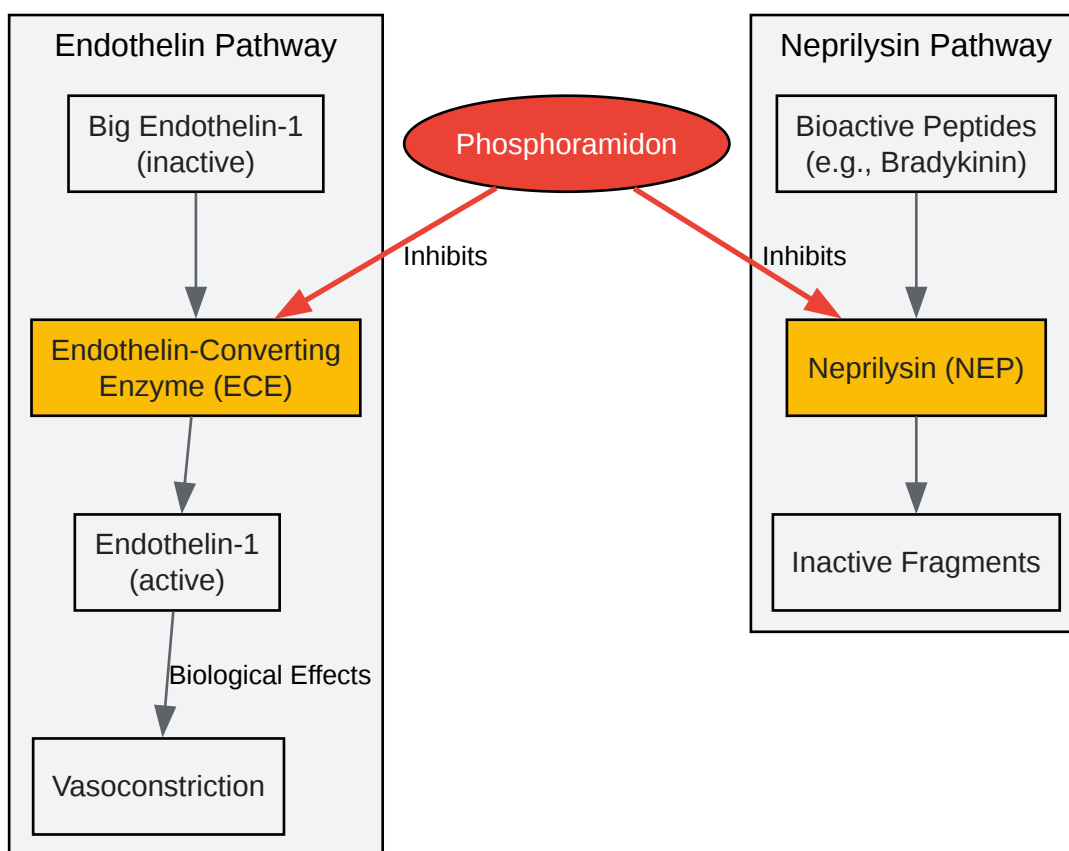 Endothelin Pathway
Big Endothelin-1
(inactive)
Endothelin-Converting
Enzyme (ECE)
Endothelin-1
(active)
Biological Effects
Vasoconstriction
Phosphoramidon
Inhibits
Inhibits
Neprilysin Pathway
Bioactive Peptides
(e.g., Bradykinin)
Neprilysin (NEP)
Inactive Fragments